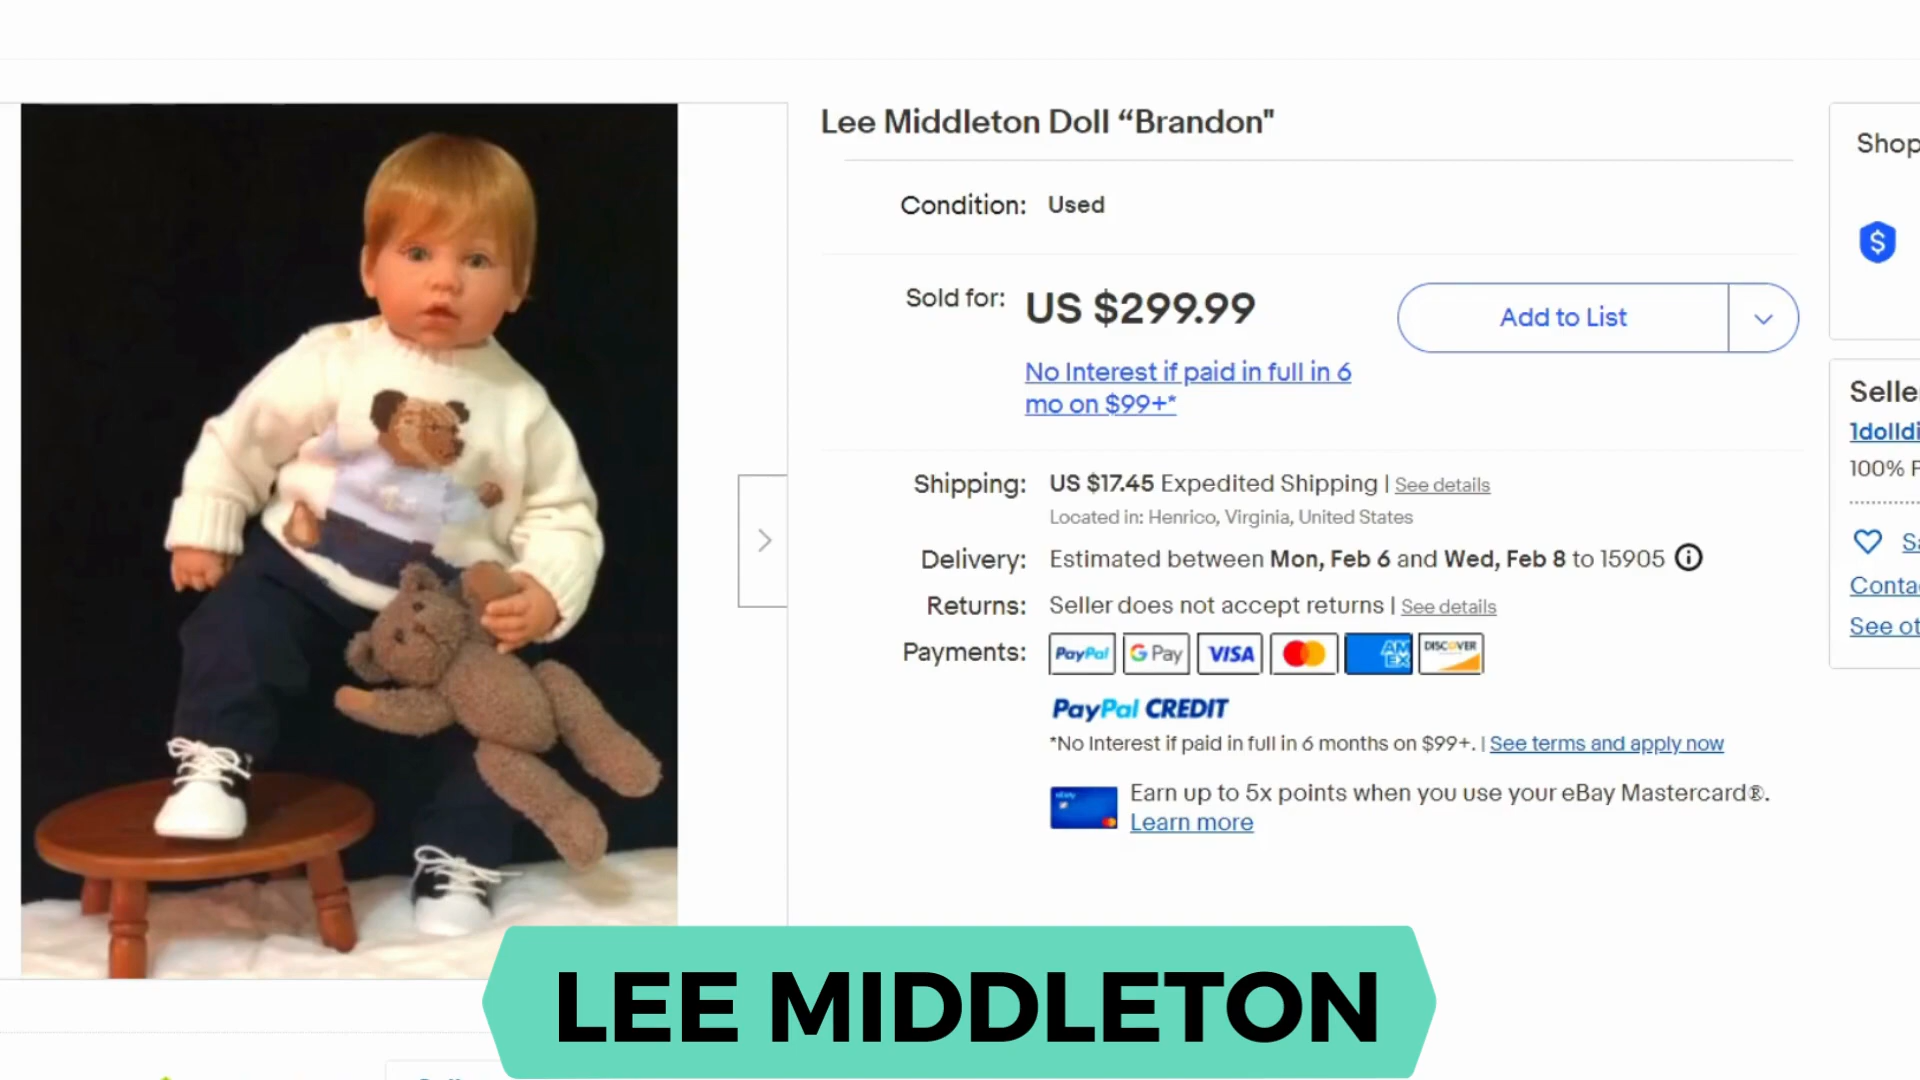 Lee Middleton Doll “Brandon"
Condition: Used
Sold for: US $299.99
Add to List
No Interest if paid in full in 6
mo on $99+*
Shipping: US $17.45 Expedited Shipping | See details
Located in: Henrico, Virginia, United States
Delivery: Estimated between Mon, Feb 6 and Wed, Feb 8 to 15905
Returns: Seller does not accept returns | See details
Payments: PayPal G Pay VISA AMEX DISCOVER
PayPal CREDIT
*No Interest if paid in full in 6 months on $99+. | See terms and apply now
ebay
Earn up to 5x points when you use your eBay Mastercard®.
Learn more
Shop
$
Selle
1dolldi
100% F
Sa
Conta
See ot
LEE MIDDLETON